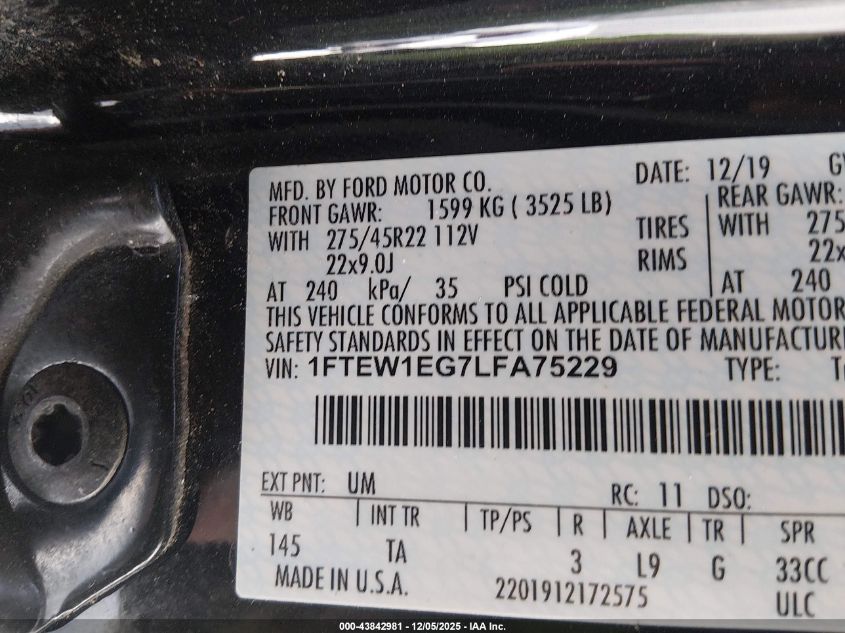 MFD. BY FORD MOTOR CO. DATE: 12/19
FRONT GAWR: 1599 KG ( 3525 LB) REAR GAWR:
WITH 275/45R22 112V TIRES WITH 275
22x9.0J RIMS 22x
AT 240 kPa/ 35 PSI COLD AT 240
THIS VEHICLE CONFORMS TO ALL APPLICABLE FEDERAL MOTOR
SAFETY STANDARDS IN EFFECT ON THE DATE OF MANUFACTURE
VIN: 1FTEW1EG7LFA75229 TYPE:
EXT PNT: UM RC: 11 DSO:
WB INT TR TP/PS R AXLE TR SPR
145 TA 3 L9 G 33CC
MADE IN U.S.A. 2201912172575 ULC
000-43842981 - 12/05/2025 - IAA Inc.